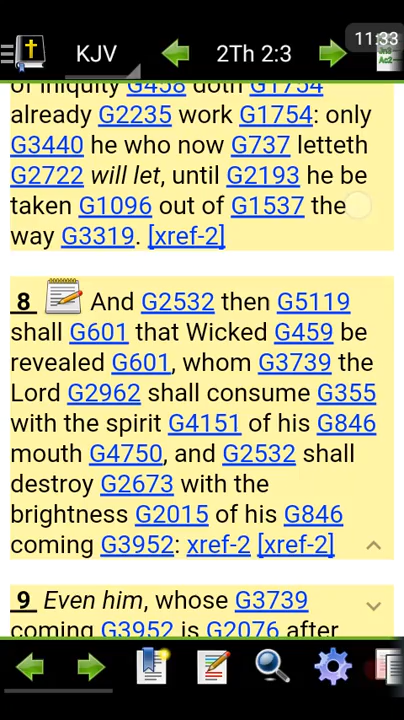 KJV 2Th 2:3 11:33
of iniquity G458 doth G1754
already G2235 work G1754: only
G3440 he who now G737 letteth
G2722 will let, until G2193 he be
taken G1096 out of G1537 the
way G3319. [xref-2]
8 And G2532 then G5119
shall G601 that Wicked G459 be
revealed G601, whom G3739 the
Lord G2962 shall consume G355
with the spirit G4151 of his G846
mouth G4750, and G2532 shall
destroy G2673 with the
brightness G2015 of his G846
coming G3952: xref-2 [xref-2]
9 Even him, whose G3739
coming G3952 is G2076 after